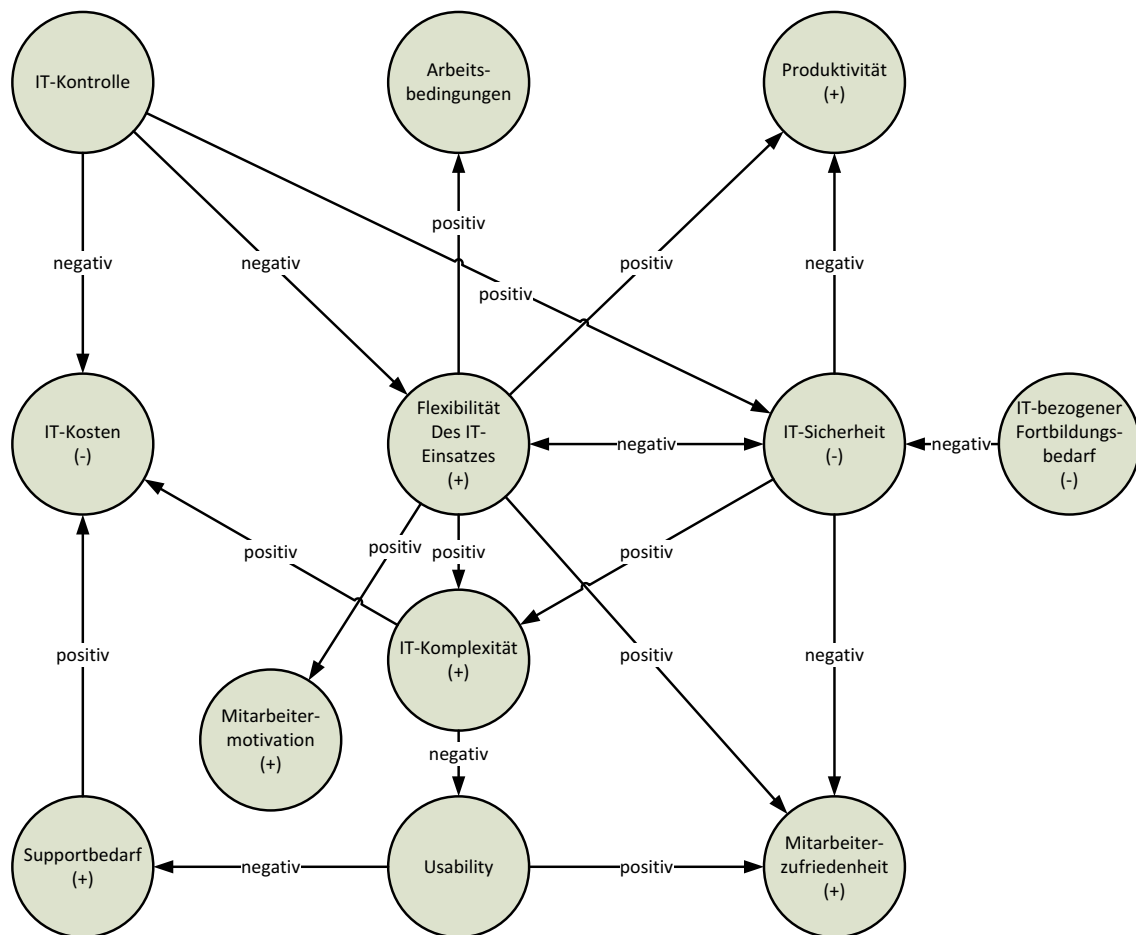 IT-Kontrolle
Arbeits-
bedingungen
Produktivität
(+)
positiv
negativ
negativ
positiv
negativ
positiv
IT-Kosten
(-)
Flexibilität
Des IT-
Einsatzes
(+)
negativ
IT-Sicherheit
(-)
negativ
IT-bezogener
Fortbildungs-
bedarf
(-)
positiv
positiv
positiv
positiv
IT-Komplexität
(+)
positiv
positiv
negativ
Mitarbeiter-
motivation
(+)
negativ
Supportbedarf
(+)
negativ
Usability
positiv
Mitarbeiter-
zufriedenheit
(+)